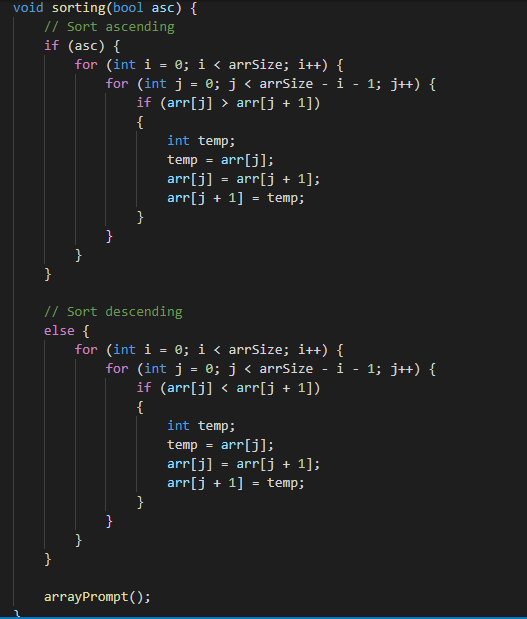 void sorting(bool asc) {
    // Sort ascending
    if (asc) {
        for (int i = 0; i < arrSize; i++) {
            for (int j = 0; j < arrSize - i - 1; j++) {
                if (arr[j] > arr[j + 1])
                {
                    int temp;
                    temp = arr[j];
                    arr[j] = arr[j + 1];
                    arr[j + 1] = temp;
                }
            }
        }
    }

    // Sort descending
    else {
        for (int i = 0; i < arrSize; i++) {
            for (int j = 0; j < arrSize - i - 1; j++) {
                if (arr[j] < arr[j + 1])
                {
                    int temp;
                    temp = arr[j];
                    arr[j] = arr[j + 1];
                    arr[j + 1] = temp;
                }
            }
        }
    }

    arrayPrompt();
}